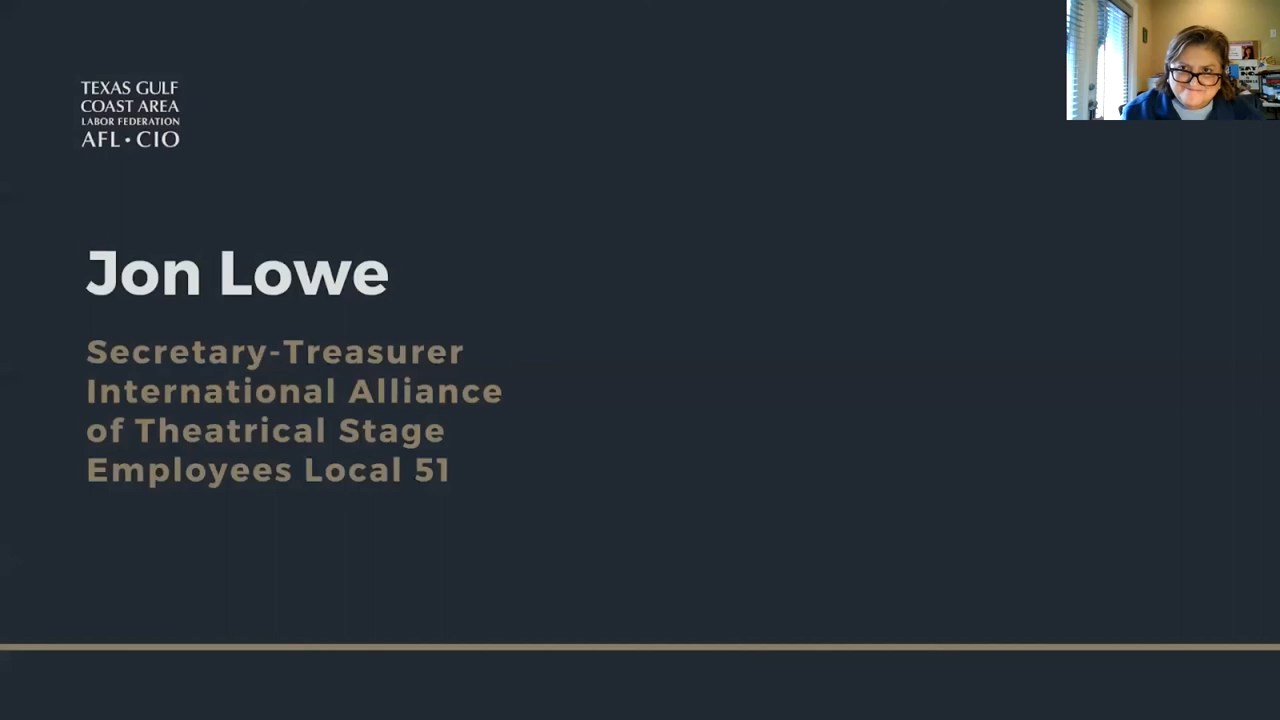 TEXAS GULF
COAST AREA
LABOR FEDERATION
AFL • CIO
Jon Lowe
Secretary-Treasurer
International Alliance
of Theatrical Stage
Employees Local 51